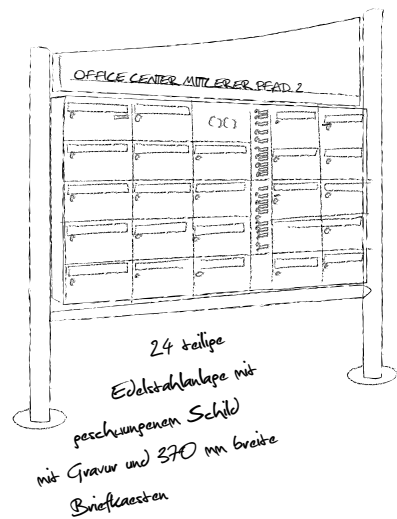 OFFICE CENTER MITTLERER PFAD 2
24 teilige
Edelstahlanlage mit
geschwungenem Schild
mit Gravur und 370 mm breite
Briefkaesten